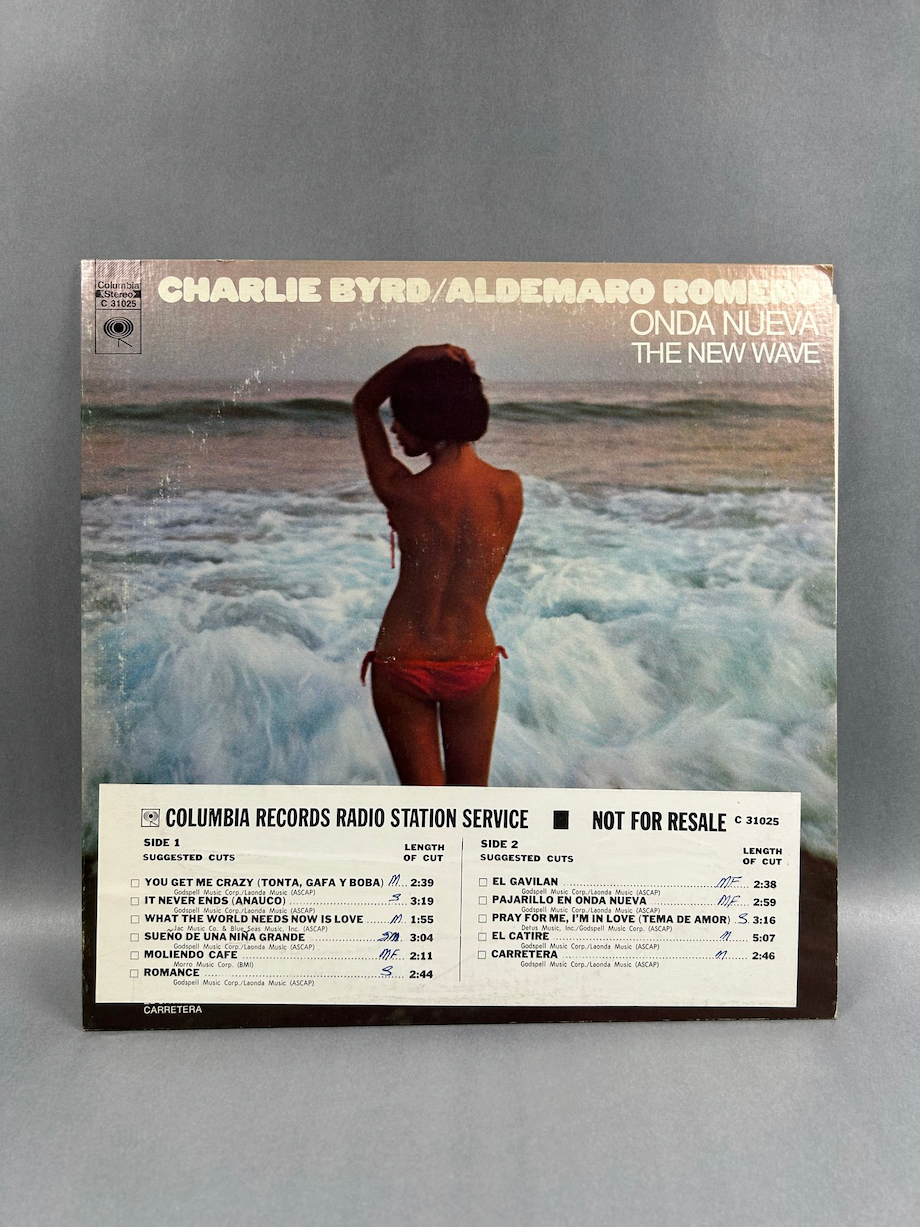 Columbia
Stereo
C 31025
CHARLIE BYRD/ALDEMARO ROMERO
ONDA NUEVA
THE NEW WAVE
COLUMBIA RECORDS RADIO STATION SERVICE ■ NOT FOR RESALE C 31025
SIDE 1
SUGGESTED CUTS
LENGTH
OF CUT
YOU GET ME CRAZY (TONTA, GAFA Y BOBA) M 2:39
Godspell Music Corp./Laonda Music (ASCAP)
IT NEVER ENDS (ANAUCO) S 3:19
Godspell Music Corp./Laonda Music (ASCAP)
WHAT THE WORLD NEEDS NOW IS LOVE M 1:55
Jac Music Co. & Blue Seas Music, Inc. (ASCAP)
SUEÑO DE UNA NIÑA GRANDE SM 3:04
Godspell Music Corp./Laonda Music (ASCAP)
MOLIENDO CAFE MF 2:11
Morro Music Corp. (BMI)
ROMANCE S 2:44
Godspell Music Corp./Laonda Music (ASCAP)
SIDE 2
SUGGESTED CUTS
LENGTH
OF CUT
EL GAVILAN MF 2:38
Godspell Music Corp./Laonda Music (ASCAP)
PAJARILLO EN ONDA NUEVA MF 2:59
Godspell Music Corp./Laonda Music (ASCAP)
PRAY FOR ME, I'M IN LOVE (TEMA DE AMOR) S 3:16
Detus Music, Inc./Godspell Music Corp. (ASCAP)
EL CATIRE M 5:07
Godspell Music Corp./Laonda Music (ASCAP)
CARRETERA M 2:46
Godspell Music Corp./Laonda Music (ASCAP)
CARRETERA